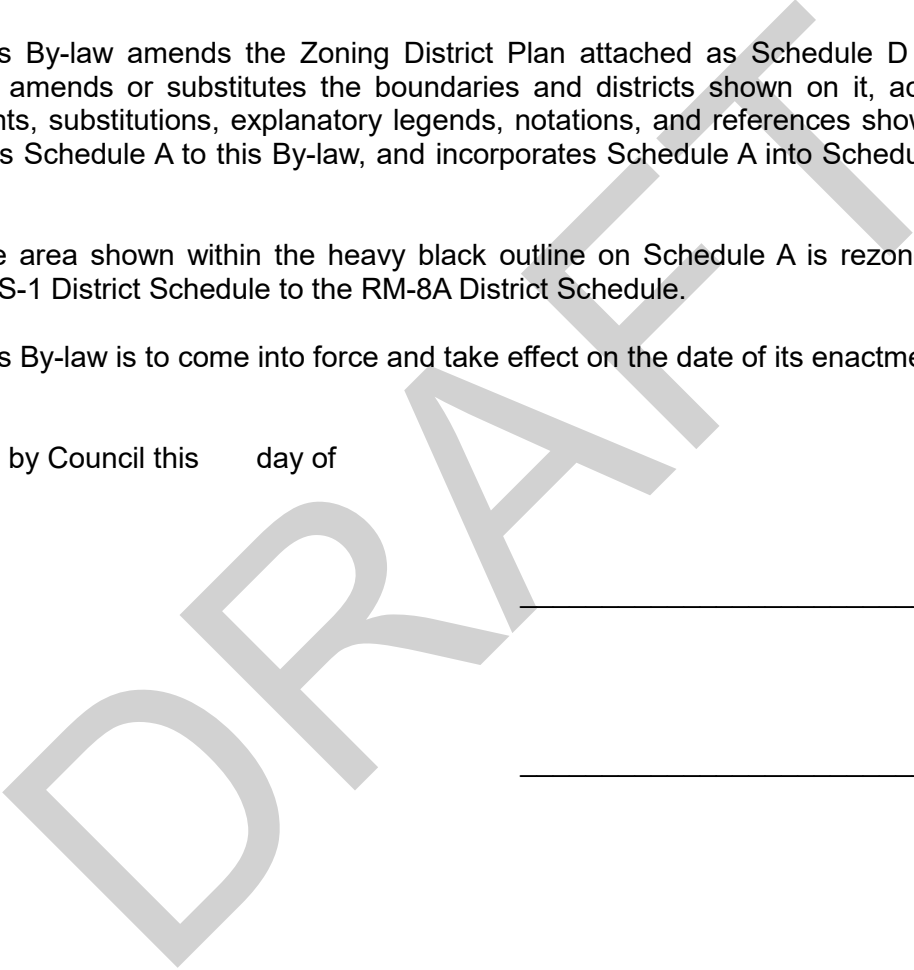 s By-law amends the Zoning District Plan attached as Schedule D
amends or substitutes the boundaries and districts shown on it, ac
nts, substitutions, explanatory legends, notations, and references show
s Schedule A to this By-law, and incorporates Schedule A into Schedu
e area shown within the heavy black outline on Schedule A is rezon
S-1 District Schedule to the RM-8A District Schedule.
s By-law is to come into force and take effect on the date of its enactme
by Council this day of
DRAFT